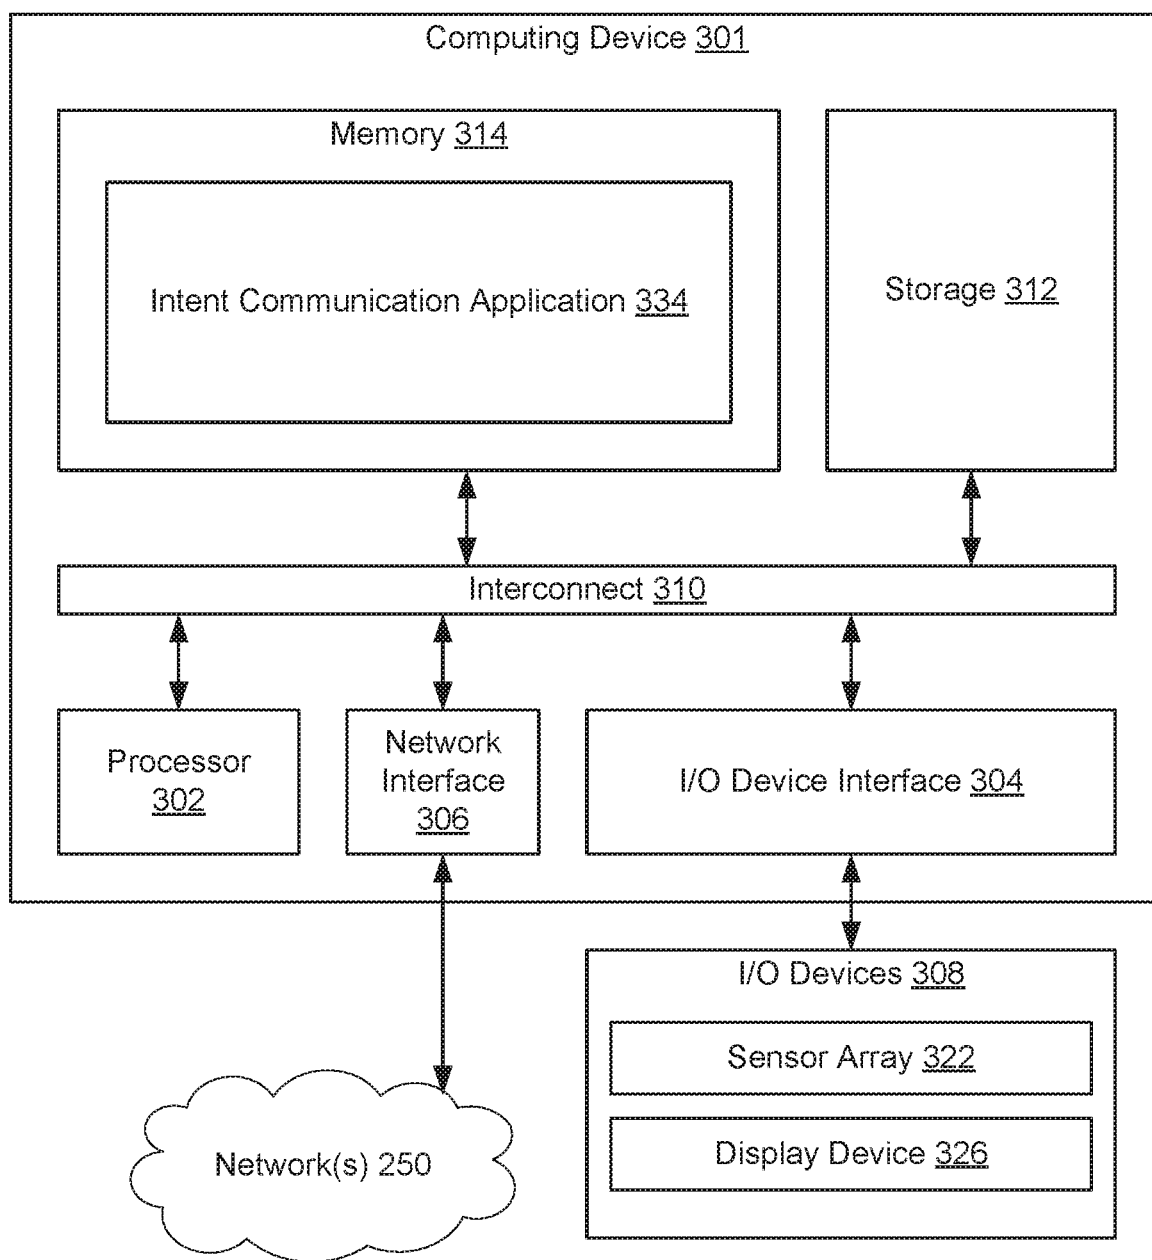 Computing Device 301
Memory 314
Intent Communication Application 334
Storage 312
Interconnect 310
Processor
302
Network
Interface
306
I/O Device Interface 304
I/O Devices 308
Sensor Array 322
Display Device 326
Network(s) 250